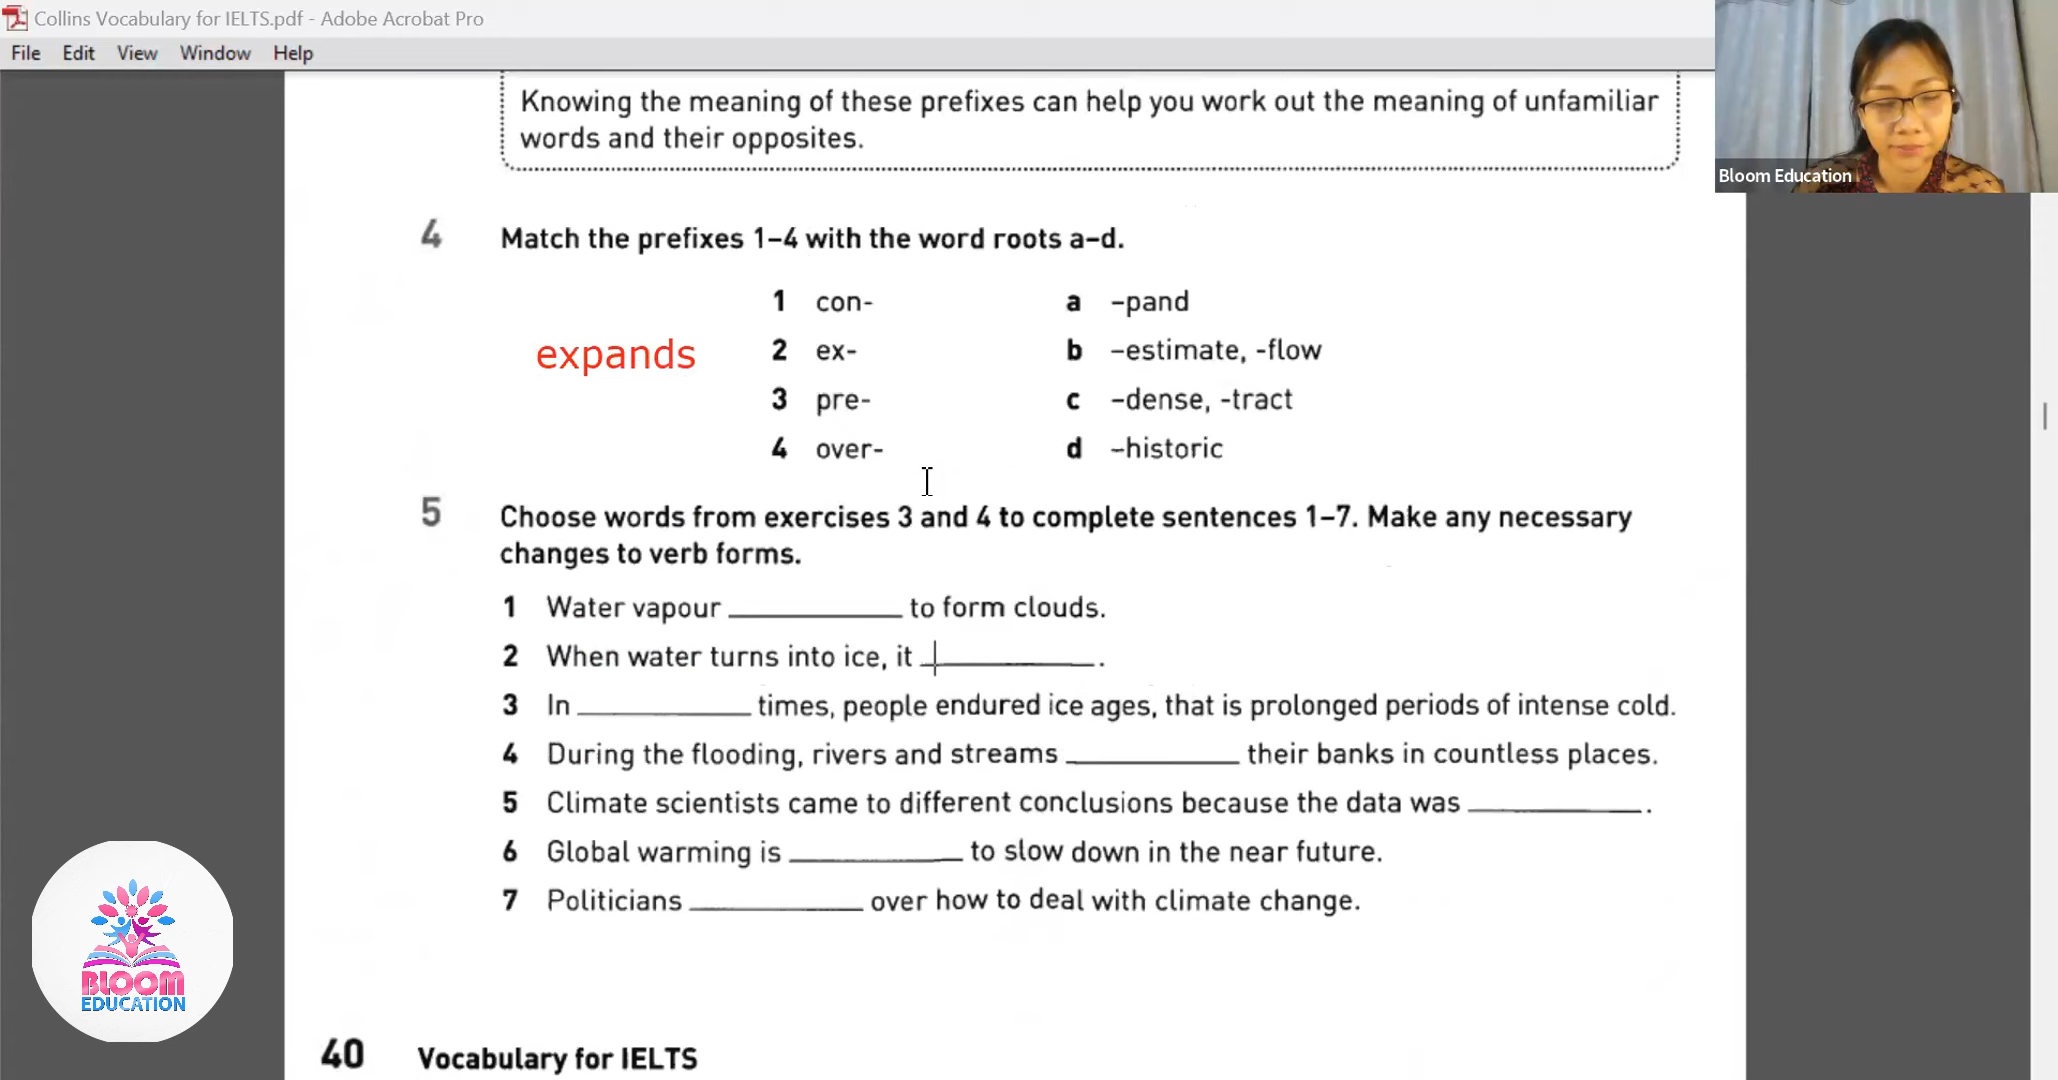 Collins Vocabulary for IELTS.pdf - Adobe Acrobat Pro
File Edit View Window Help
Bloom Education
Knowing the meaning of these prefixes can help you work out the meaning of unfamiliar
words and their opposites.
4 Match the prefixes 1–4 with the word roots a–d.
1 con- a –pand
expands 2 ex- b –estimate, -flow
3 pre- c –dense, -tract
4 over- d –historic
5 Choose words from exercises 3 and 4 to complete sentences 1–7. Make any necessary
changes to verb forms.
1 Water vapour ____________ to form clouds.
2 When water turns into ice, it ____________.
3 In ____________ times, people endured ice ages, that is prolonged periods of intense cold.
4 During the flooding, rivers and streams ____________ their banks in countless places.
5 Climate scientists came to different conclusions because the data was ____________.
6 Global warming is ____________ to slow down in the near future.
7 Politicians ____________ over how to deal with climate change.
BLOOM
EDUCATION
40 Vocabulary for IELTS